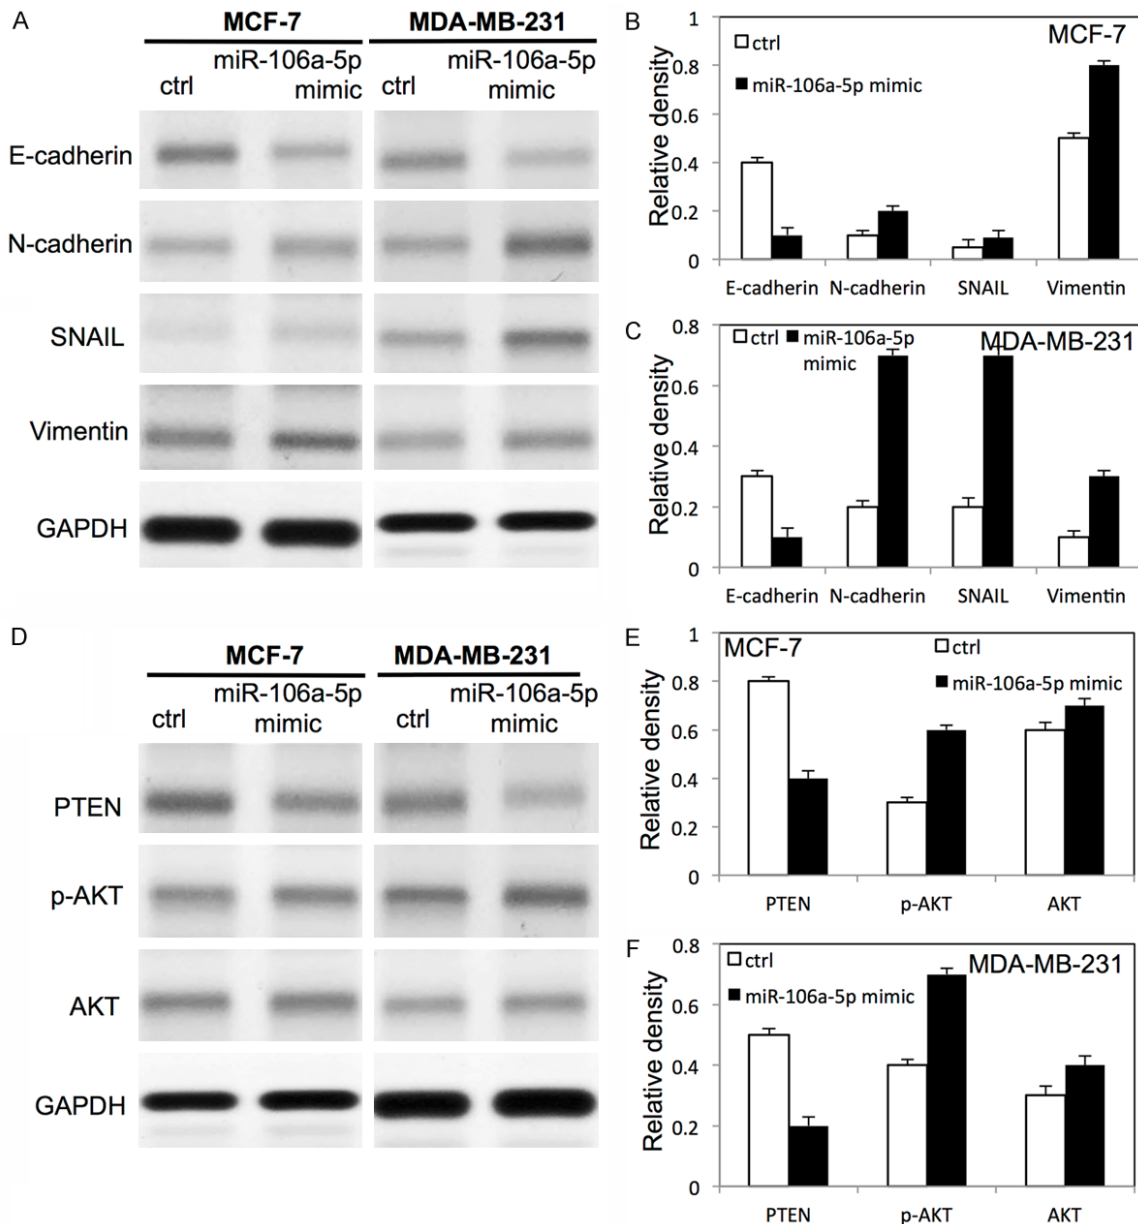 A
MCF-7 MDA-MB-231
ctrl miR-106a-5p mimic ctrl miR-106a-5p mimic
E-cadherin
N-cadherin
SNAIL
Vimentin
GAPDH
B
MCF-7
ctrl
miR-106a-5p mimic
Relative density
1
0.8
0.6
0.4
0.2
0
E-cadherin N-cadherin SNAIL Vimentin
C
MDA-MB-231
ctrl miR-106a-5p
mimic
Relative density
0.8
0.6
0.4
0.2
0
E-cadherin N-cadherin SNAIL Vimentin
D
MCF-7 MDA-MB-231
ctrl miR-106a-5p mimic ctrl miR-106a-5p mimic
PTEN
p-AKT
AKT
GAPDH
E
MCF-7
ctrl
miR-106a-5p mimic
Relative density
1
0.8
0.6
0.4
0.2
0
PTEN p-AKT AKT
F
MDA-MB-231
ctrl
miR-106a-5p mimic
Relative density
0.8
0.6
0.4
0.2
0
PTEN p-AKT AKT